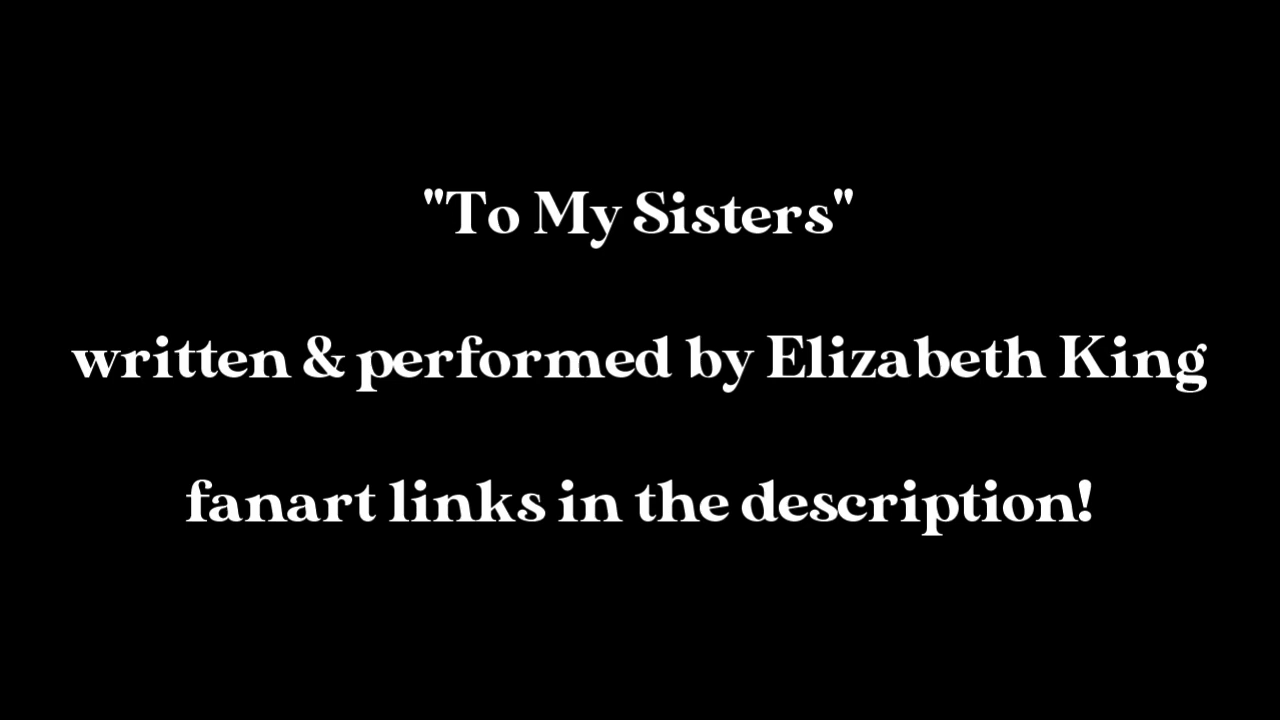 "To My Sisters"
written & performed by Elizabeth King
fanart links in the description!